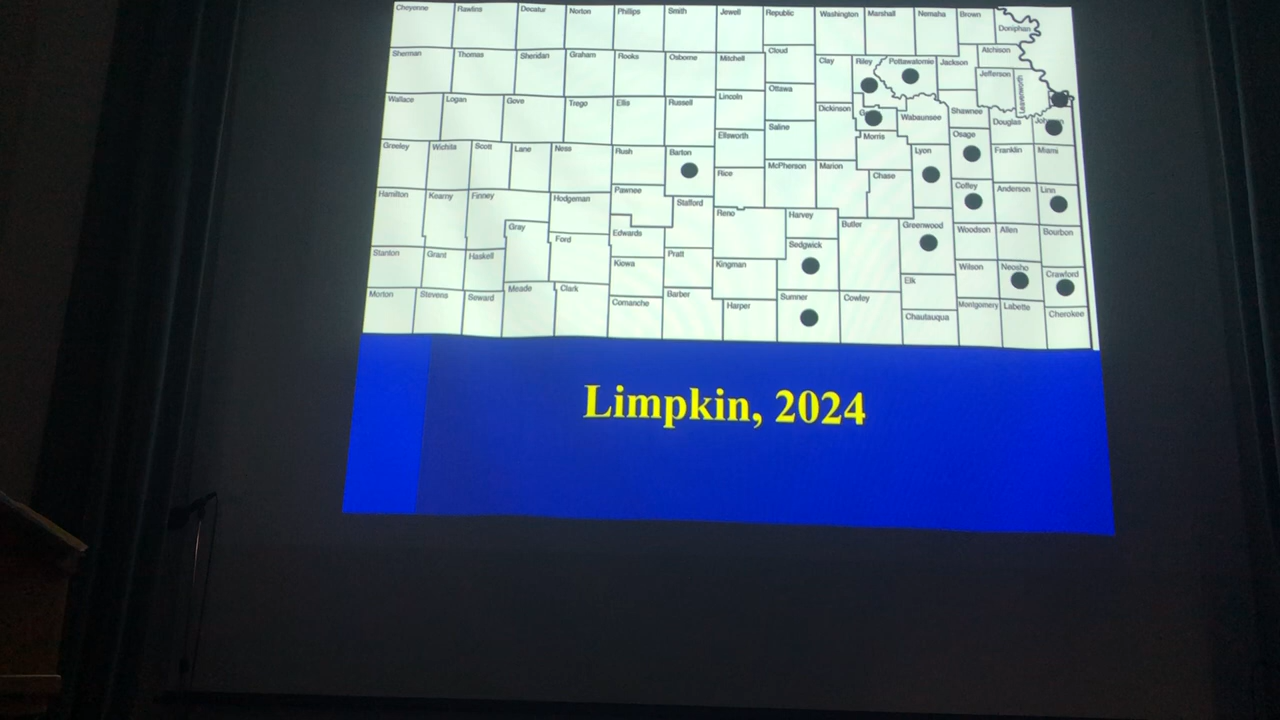 Cheyenne Rawlins Decatur Norton Phillips Smith Jewell Republic Washington Marshall Nemaha Brown
Doniphan
Atchison
Cloud
Sherman Thomas Sheridan Graham Rooks Osborne Mitchell Clay Riley Pottawatomie Jackson
Jefferson
Leavenworth
Ottawa
Wallace Logan Gove Trego Ellis Russell Lincoln Dickinson Shawnee
Wabaunsee Douglas
Saline
Ellsworth Morris Osage
Greeley Wichita Scott Lane Ness Rush Barton Lyon Franklin Miami
McPherson Marion
Rice Chase
Pawnee Coffey Anderson Linn
Hamilton Kearny Finney Hodgeman Stafford
Reno Harvey
Gray Butler Greenwood Woodson Allen Bourbon
Edwards
Ford Sedgwick
Stanton Grant Haskell Kiowa Pratt Kingman Wilson Neosho Crawford
Elk
Morton Stevens Seward Meade Clark Comanche Barber Harper Sumner Cowley Montgomery Labette Cherokee
Chautauqua
Limpkin, 2024